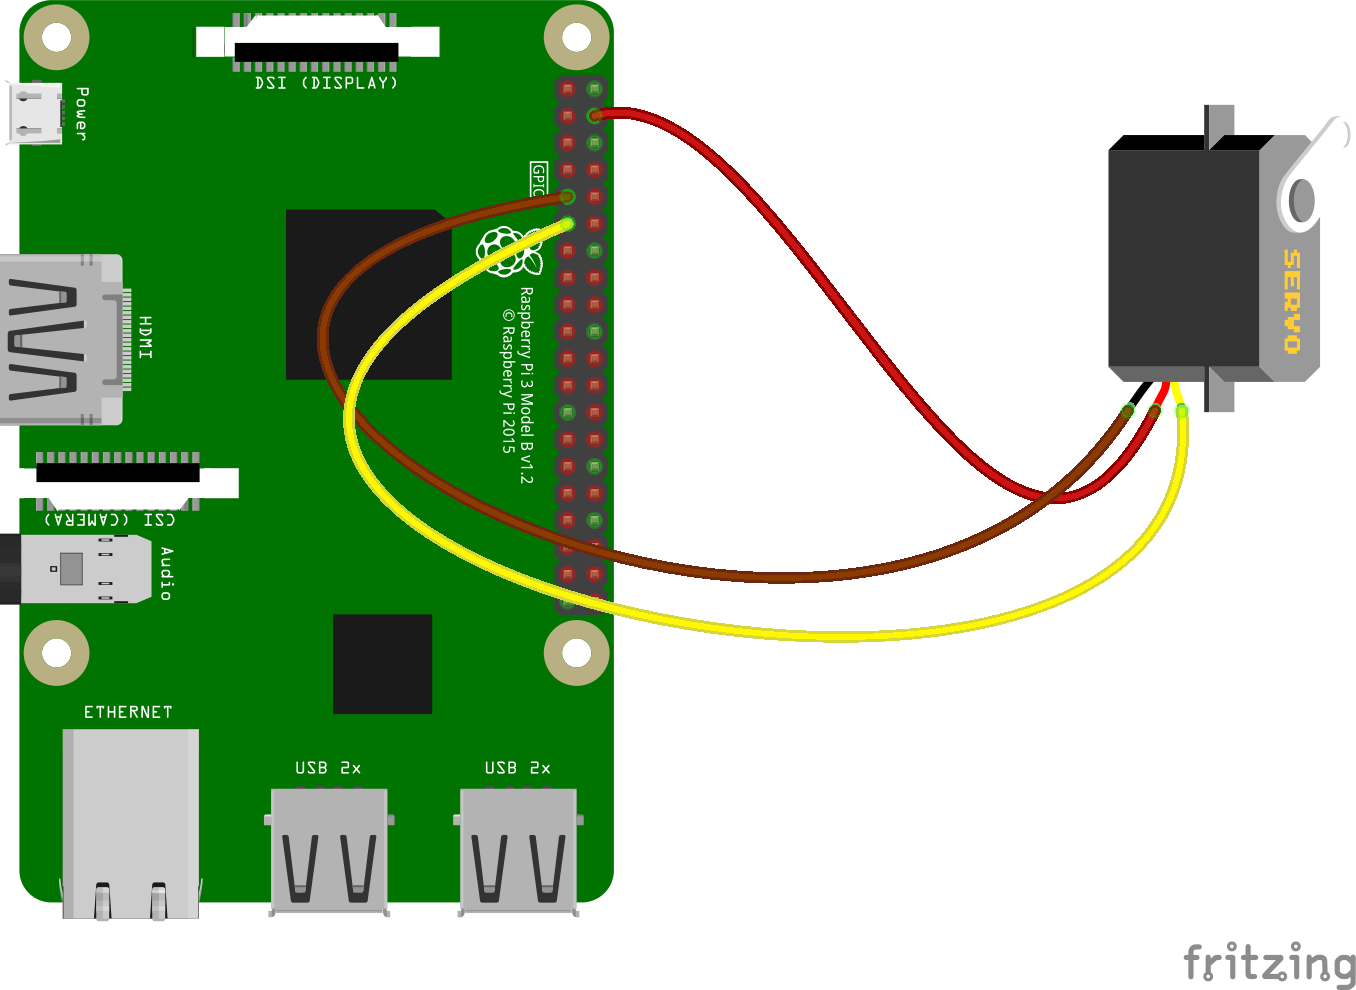 DSI (DISPLAY)
Power
GPIO
HDMI
Raspberry Pi 3 Model B v1.2
© Raspberry Pi 2015
SERVO
CSI (CAMERA)
Audio
ETHERNET
USB 2x
USB 2x
fritzing